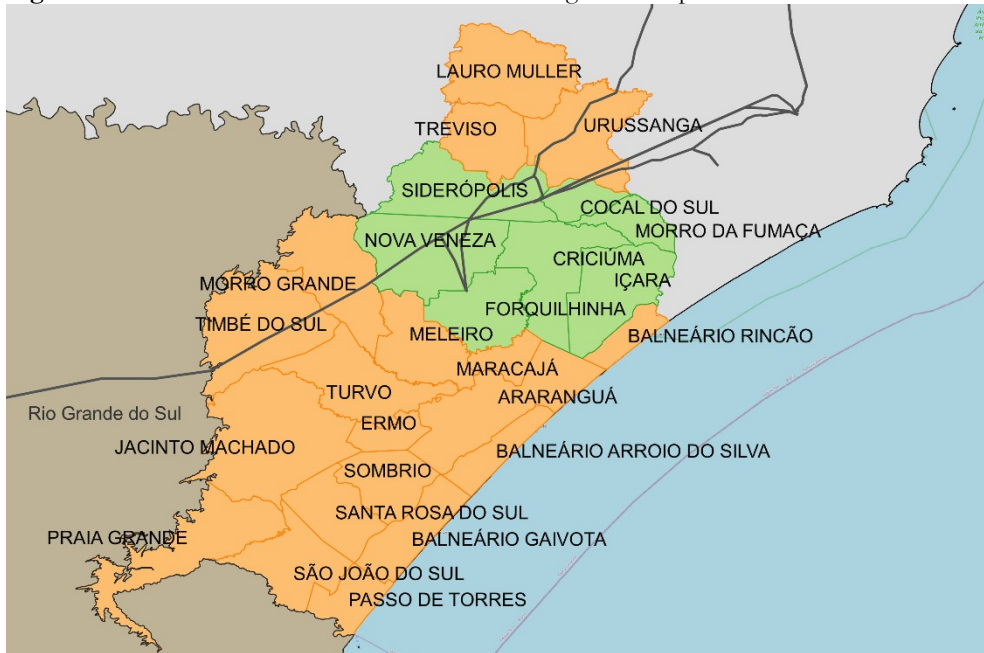 LAURO MULLER
TREVISO
URUSSANGA
SIDERÓPOLIS
COCAL DO SUL
NOVA VENEZA
MORRO DA FUMAÇA
CRICIÚMA
IÇARA
MORRO GRANDE
FORQUILHINHA
TIMBÉ DO SUL
MELEIRO
BALNEÁRIO RINCÃO
MARACAJÁ
TURVO
ARARANGUÁ
Rio Grande do Sul
ERMO
JACINTO MACHADO
BALNEÁRIO ARROIO DO SILVA
SOMBRIO
SANTA ROSA DO SUL
PRAIA GRANDE
BALNEÁRIO GAIVOTA
SÃO JOÃO DO SUL
PASSO DE TORRES